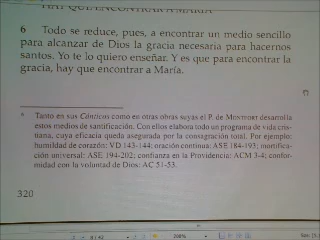 HAY QUE ENCONTRAR A MARÍA
6 Todo se reduce, pues, a encontrar un medio sencillo
para alcanzar de Dios la gracia necesaria para hacernos
santos. Yo te lo quiero enseñar. Y es que para encontrar la
gracia, hay que encontrar a María.
Tanto en sus Cánticos como en otras obras suyas el P. de MONTFORT desarrolla
estos medios de santificación. Con ellos elabora todo un programa de vida cris-
tiana, cuya eficacia queda asegurada por la consagración total. Por ejemplo:
humildad de corazón: VD 143-144; oración continua: ASE 184-193; mortifica-
ción universal: ASE 194-202; confianza en la Providencia: ACM 3-4; confor-
midad con la voluntad de Dios: AC 51-53.
320
200%